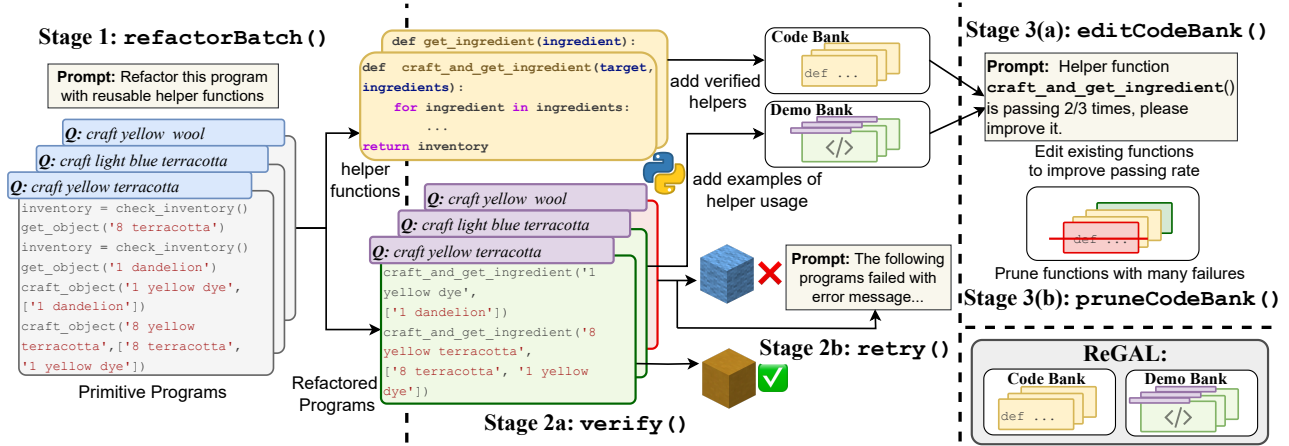 Stage 1: refactorBatch()
Prompt: Refactor this program
with reusable helper functions
Q: craft yellow wool
Q: craft light blue terracotta
Q: craft yellow terracotta
inventory = check_inventory()
get_object('8 terracotta')
inventory = check_inventory()
get_object('1 dandelion')
craft_object('1 yellow dye',
['1 dandelion'])
craft_object('8 yellow
terracotta',['8 terracotta',
'1 yellow dye'])
Primitive Programs
def get_ingredient(ingredient):
def craft_and_get_ingredient(target,
ingredients):
for ingredient in ingredients:
...
return inventory
helper
functions
Q: craft yellow wool
Q: craft light blue terracotta
Q: craft yellow terracotta
craft_and_get_ingredient('1
yellow dye',
['1 dandelion'])
craft_and_get_ingredient('8
yellow terracotta',
['8 terracotta', '1 yellow
dye'])
Refactored
Programs
Stage 2a: verify()
add verified
helpers
Code Bank
def ...
Demo Bank
</>
add examples of
helper usage
Prompt: The following
programs failed with
error message...
Stage 2b: retry()
Stage 3(a): editCodeBank()
Prompt: Helper function
craft_and_get_ingredient()
is passing 2/3 times, please
improve it.
Edit existing functions
to improve passing rate
def ...
Prune functions with many failures
Stage 3(b): pruneCodeBank()
ReGAL:
Code Bank
def ...
Demo Bank
</>